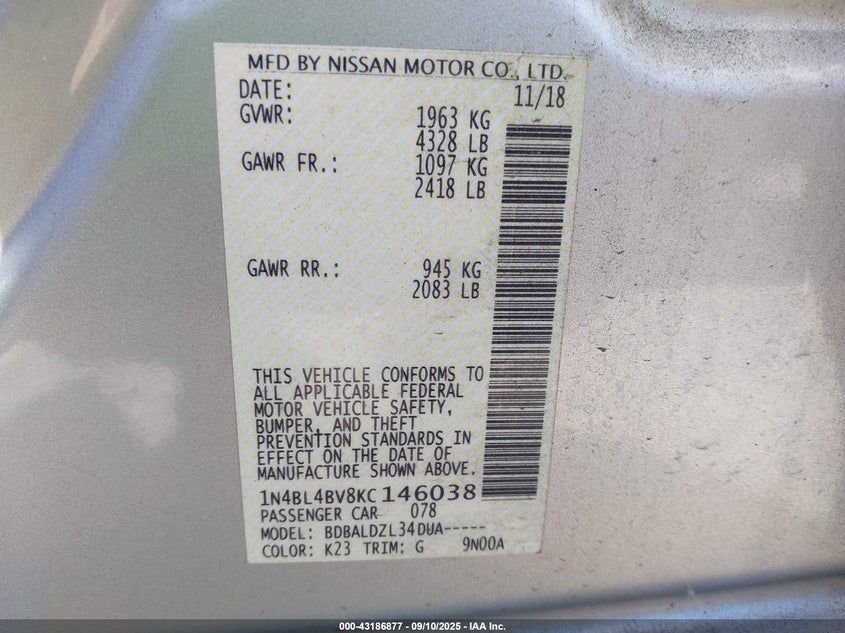 MFD BY NISSAN MOTOR CO., LTD.
DATE: 11/18
GVWR: 1963 KG
4328 LB
GAWR FR.: 1097 KG
2418 LB
GAWR RR.: 945 KG
2083 LB
THIS VEHICLE CONFORMS TO
ALL APPLICABLE FEDERAL
MOTOR VEHICLE SAFETY,
BUMPER, AND THEFT
PREVENTION STANDARDS IN
EFFECT ON THE DATE OF
MANUFACTURE SHOWN ABOVE.
1N4BL4BV8KC146038
PASSENGER CAR 078
MODEL: BDBALDZL34DUA-----
COLOR: K23 TRIM: G 9N00A
000-43186877 - 09/10/2025 - IAA Inc.